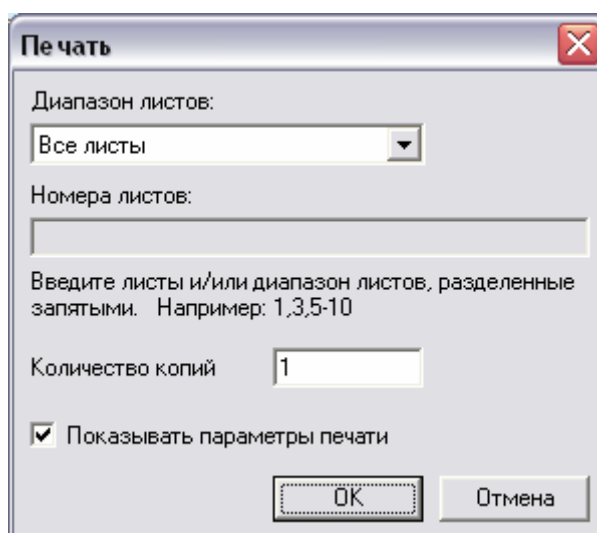 Печать
Диапазон листов:
Все листы
Номера листов:
Введите листы и/или диапазон листов, разделенные
запятыми. Например: 1,3,5-10
Количество копий 1
Показывать параметры печати
OK Отмена